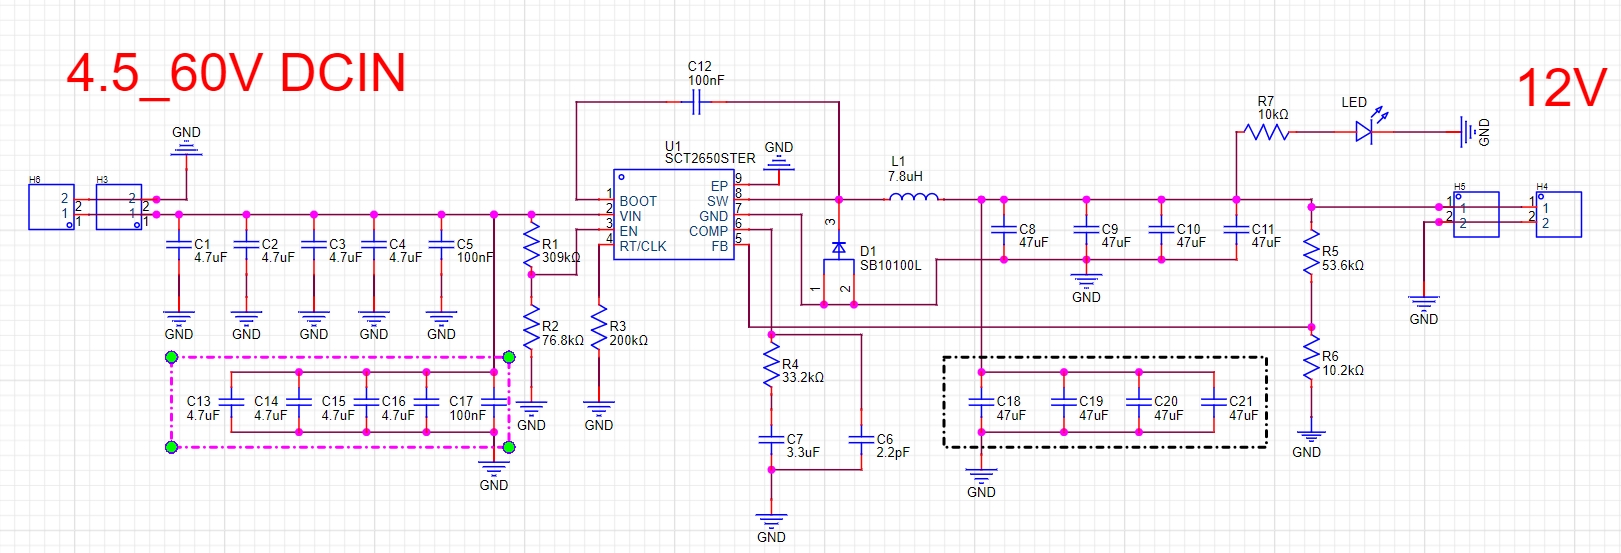 4.5_60V DCIN
12V
C12
100nF
R7
10kΩ
LED
GND
GND
GND
U1
SCT2650STER
L1
7.8uH
H6
H3
2
1
2
1
2
1
2
1
1
2
3
4
BOOT
VIN
EN
RT/CLK
EP
SW
GND
COMP
FB
9
8
7
6
5
H5
H4
1
2
1
2
1
2
1
2
C1
4.7uF
C2
4.7uF
C3
4.7uF
C4
4.7uF
C5
100nF
R1
309kΩ
3
D1
SB10100L
1
2
C8
47uF
C9
47uF
C10
47uF
C11
47uF
R5
53.6kΩ
GND
GND
GND
GND
GND
GND
GND
R2
76.8kΩ
R3
200kΩ
R4
33.2kΩ
R6
10.2kΩ
C13
4.7uF
C14
4.7uF
C15
4.7uF
C16
4.7uF
C17
100nF
C18
47uF
C19
47uF
C20
47uF
C21
47uF
GND
GND
C7
3.3uF
C6
2.2pF
GND
GND
GND
GND